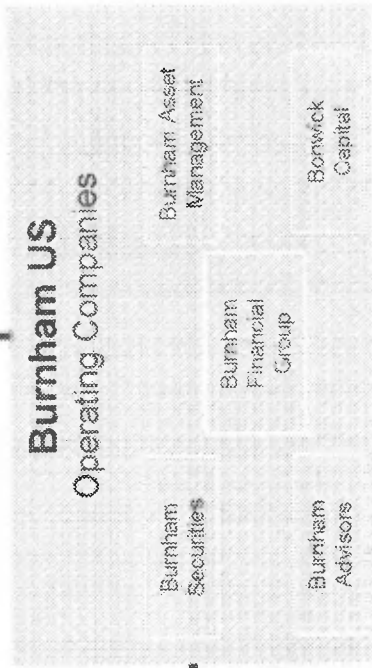 Burnham US
Operating Companies
Burnham
Securities
Burnham Asset
Management
Burnham
Financial
Group
Burnham
Advisors
Bonwick
Capital